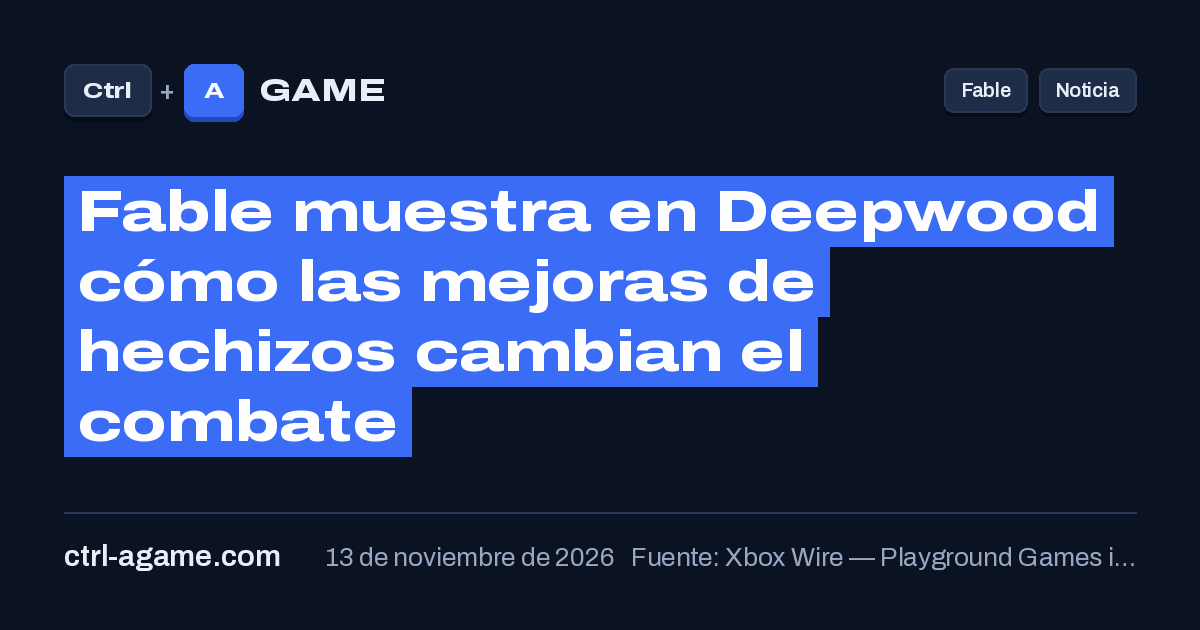 Ctrl + A GAME
Fable Noticia
Fable muestra en Deepwood
cómo las mejoras de
hechizos cambian el
combate
ctrl-agame.com 13 de noviembre de 2026 Fuente: Xbox Wire — Playground Games i…